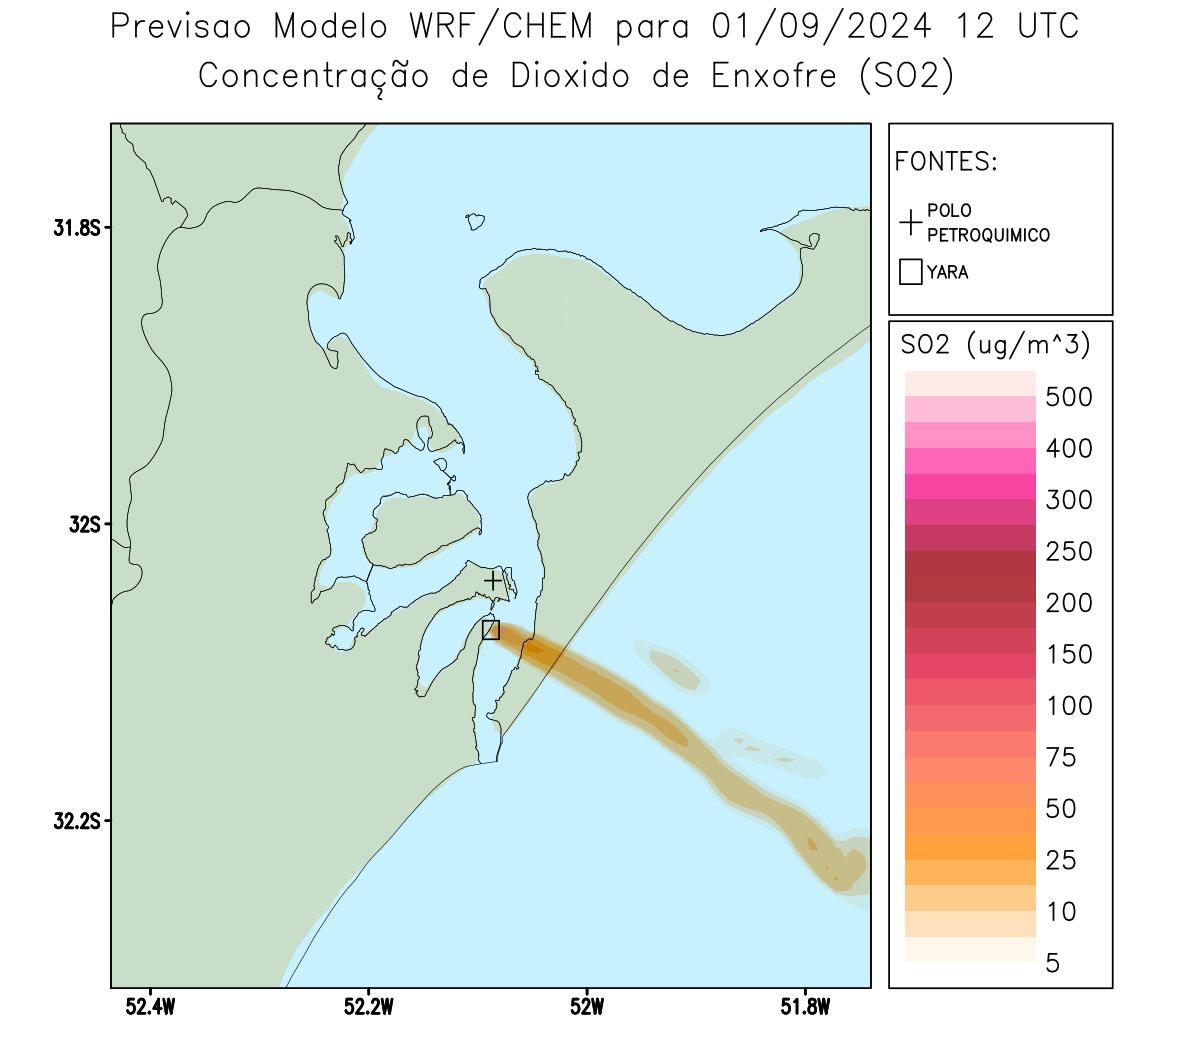 Previsao Modelo WRF/CHEM para 01/09/2024 12 UTC
Concentração de Dioxido de Enxofre (SO2)
FONTES:
POLO
PETROQUIMICO
YARA
31.8S
32S
32.2S
52.4W
52.2W
52W
51.8W
SO2 (ug/m^3)
500
400
300
250
200
150
100
75
50
25
10
5